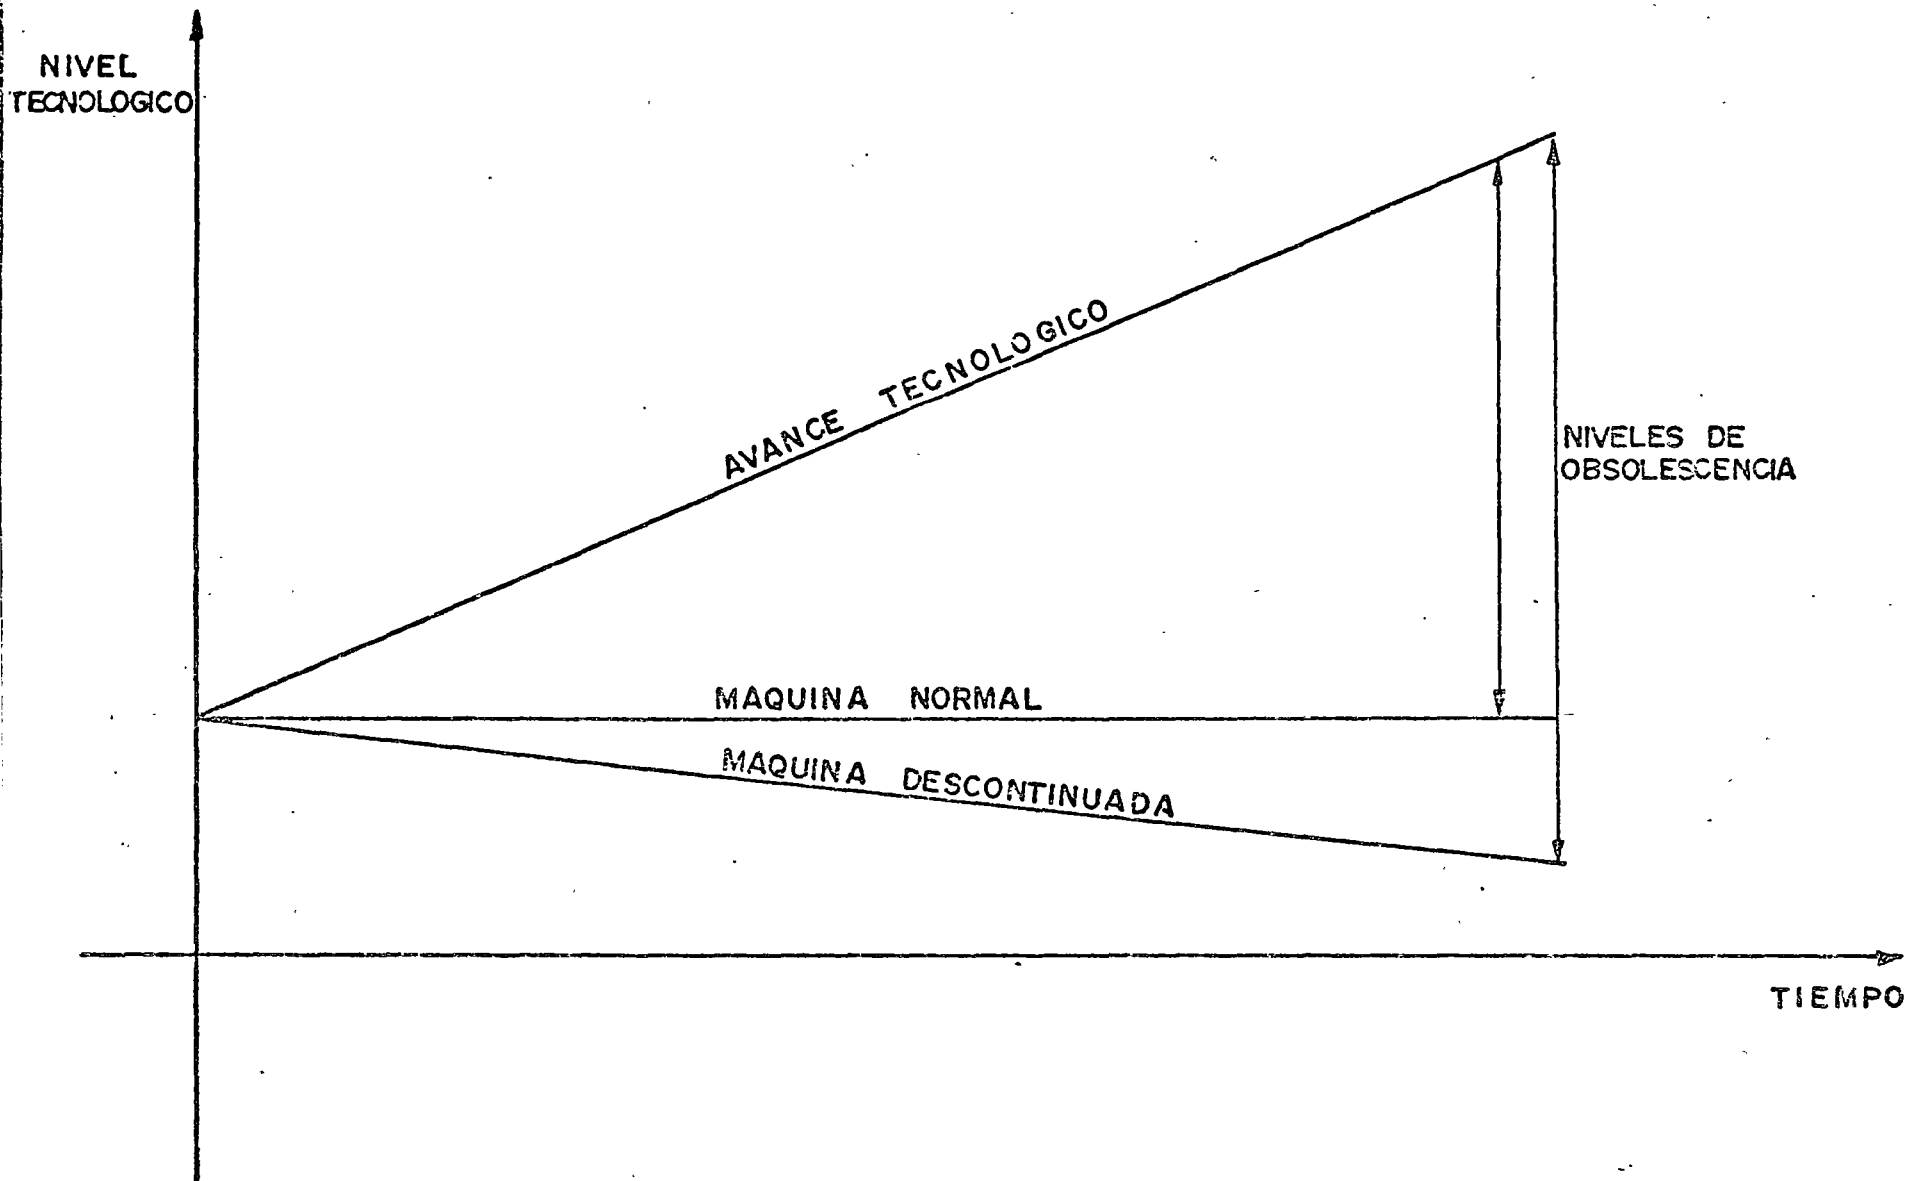 NIVEL
TECNOLOGICO
AVANCE TECNOLOGICO
NIVELES DE
OBSOLESCENCIA
MAQUINA NORMAL
MAQUINA DESCONTINUADA
TIEMPO